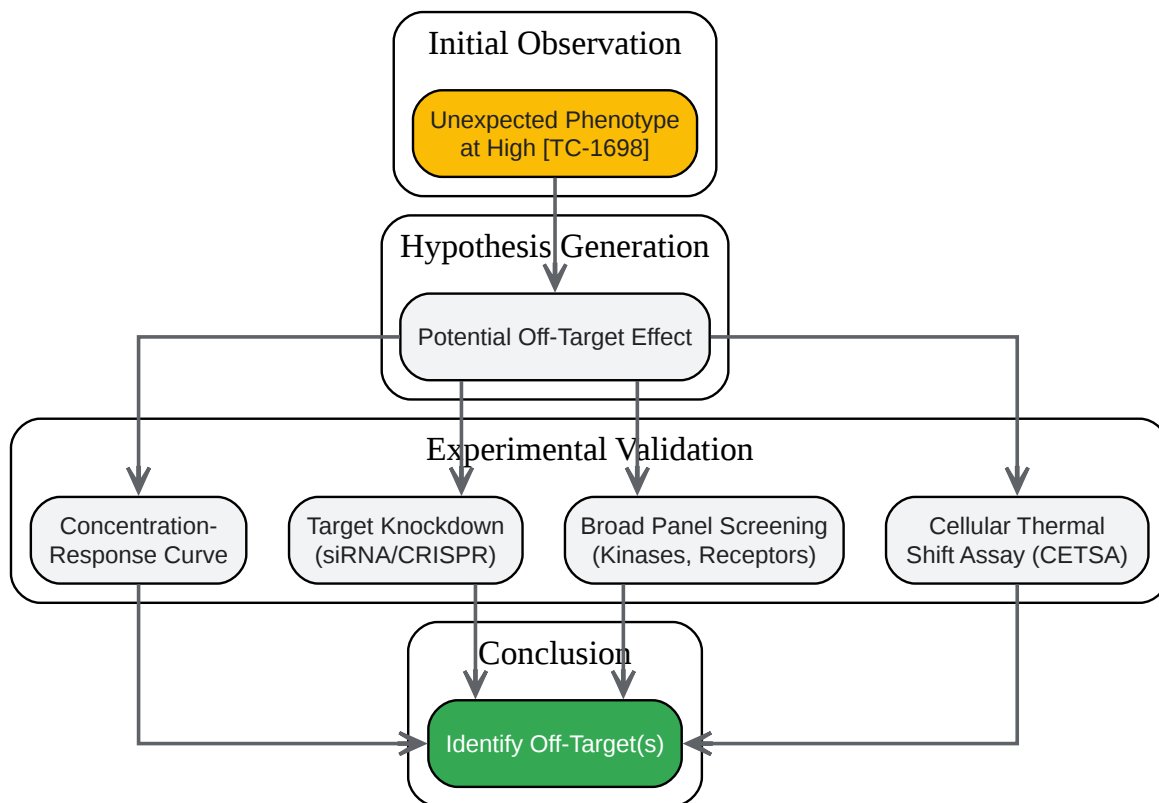 Initial Observation
Unexpected Phenotype
at High [TC-1698]
Hypothesis Generation
Potential Off-Target Effect
Experimental Validation
Concentration-
Response Curve
Target Knockdown
(siRNA/CRISPR)
Broad Panel Screening
(Kinases, Receptors)
Cellular Thermal
Shift Assay (CETSA)
Conclusion
Identify Off-Target(s)